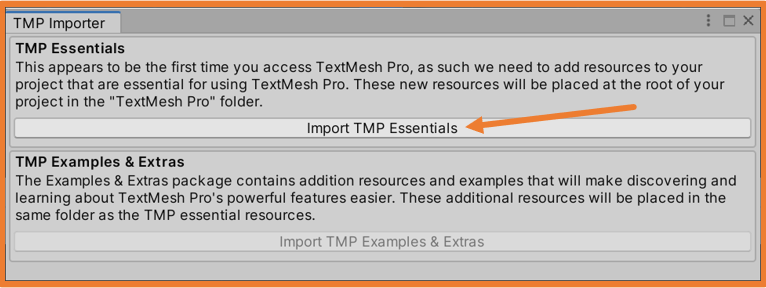 TMP Importer
TMP Essentials
This appears to be the first time you access TextMesh Pro, as such we need to add resources to your
project that are essential for using TextMesh Pro. These new resources will be placed at the root of your
project in the "TextMesh Pro" folder.
Import TMP Essentials
TMP Examples & Extras
The Examples & Extras package contains addition resources and examples that will make discovering and
learning about TextMesh Pro's powerful features easier. These additional resources will be placed in the
same folder as the TMP essential resources.
Import TMP Examples & Extras